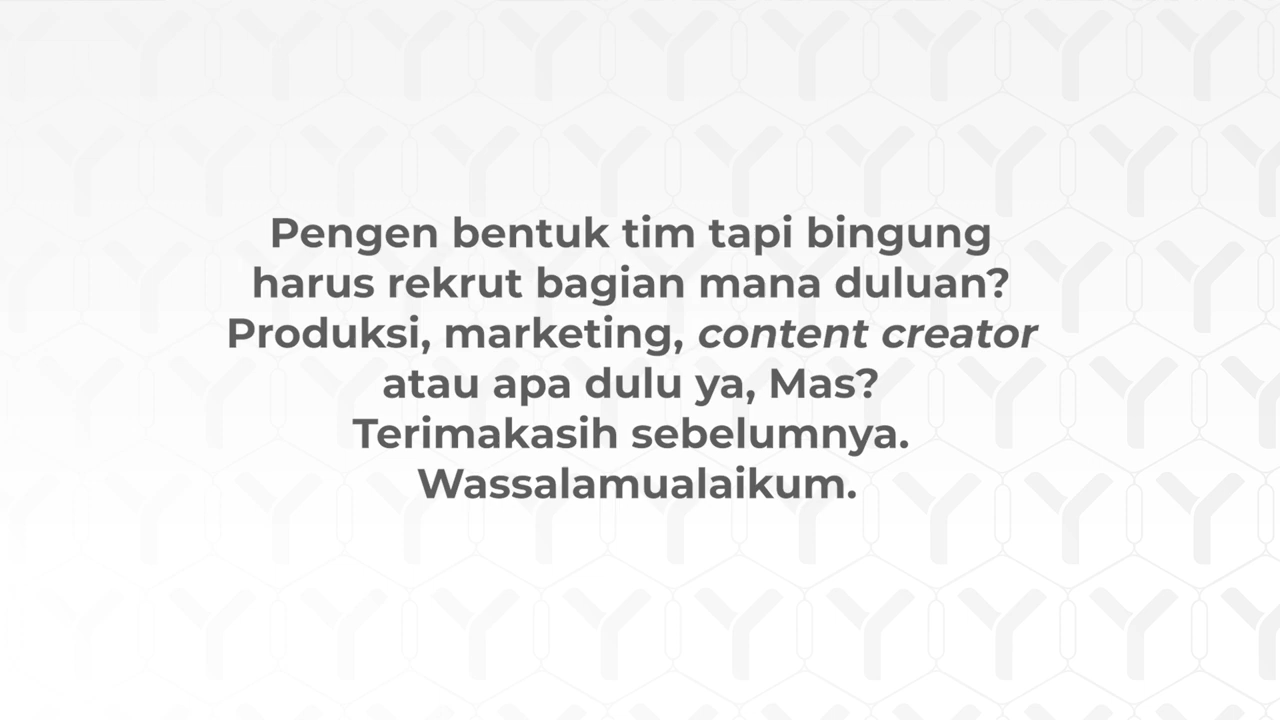 Pengen bentuk tim tapi bingung
harus rekrut bagian mana duluan?
Produksi, marketing, content creator
atau apa dulu ya, Mas?
Terimakasih sebelumnya.
Wassalamualaikum.